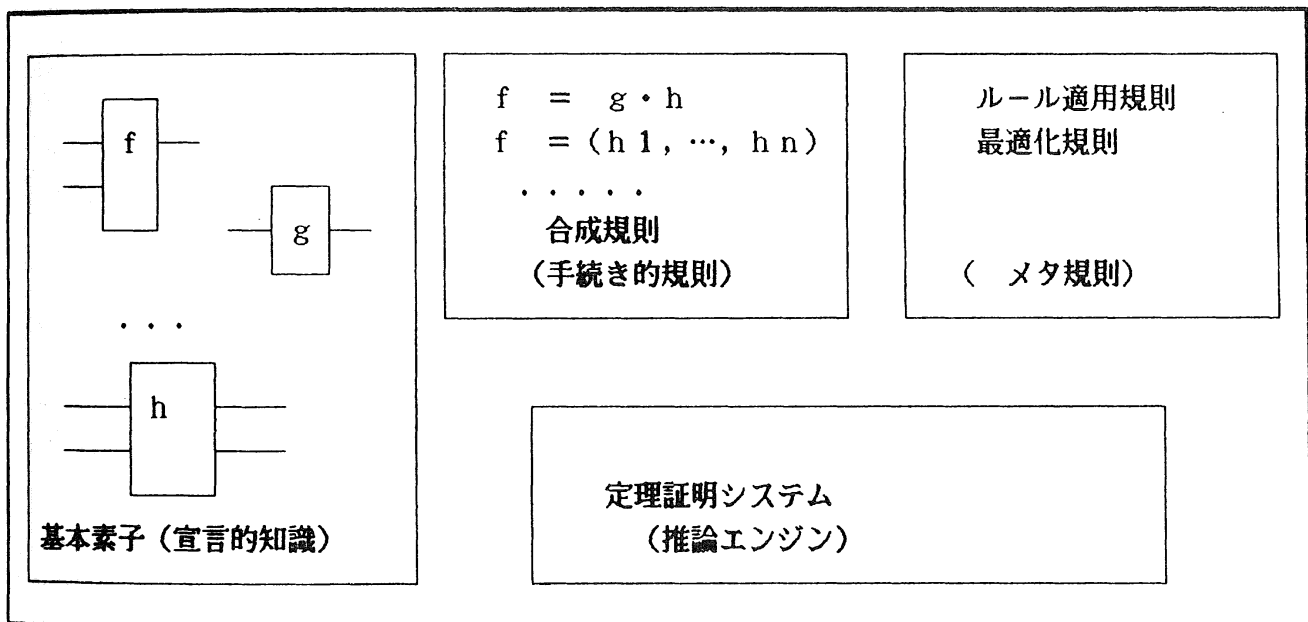 f
g
・・・
h
基本素子（宣言的知識）
f ＝ g・h
f ＝（h1，…，hn）
・・・・・
合成規則
（手続き的規則）
ルール適用規則
最適化規則
（ メタ規則）
定理証明システム
（推論エンジン）